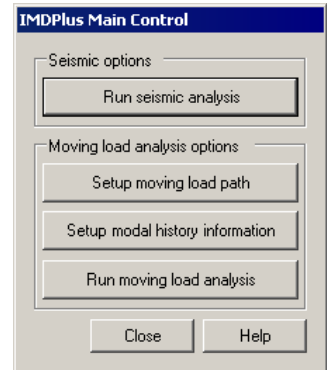 IMDPlus Main Control
Seismic options
Run seismic analysis
Moving load analysis options
Setup moving load path
Setup modal history information
Run moving load analysis
Close Help